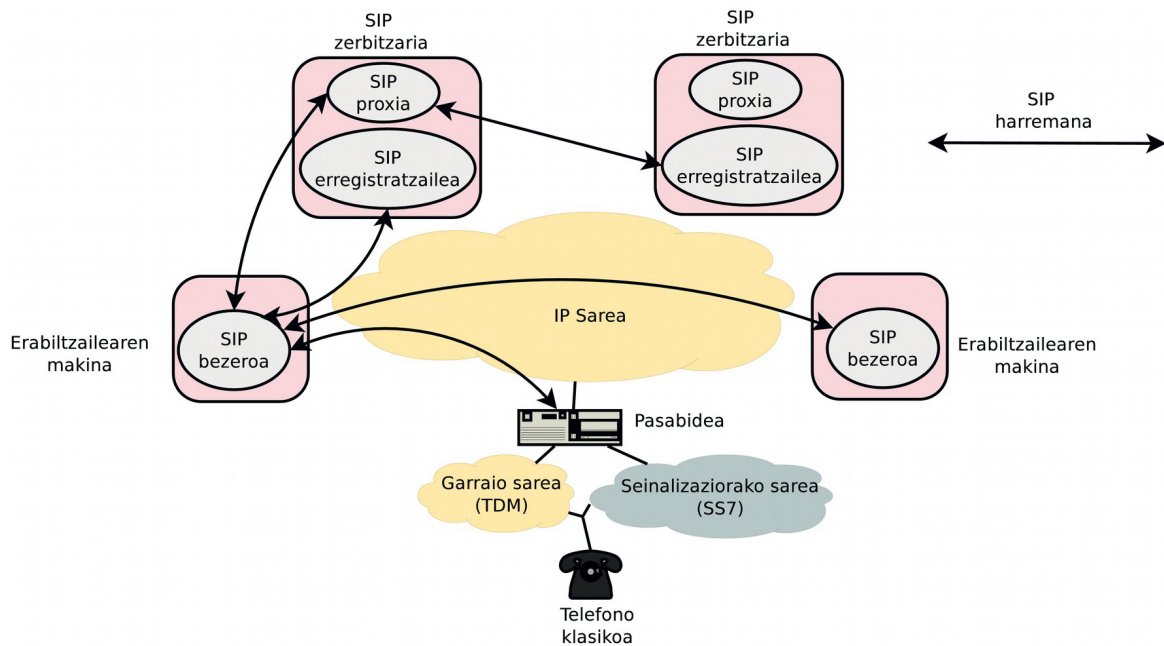 SIP
zerbitzaria
SIP
proxia
SIP
erregistratzailea
SIP
zerbitzaria
SIP
proxia
SIP
erregistratzailea
SIP
harremana
Erabiltzailearen
makina
SIP
bezeroa
IP Sarea
SIP
bezeroa
Erabiltzailearen
makina
Pasabidea
Garraio sarea
(TDM)
Seinalizaziorako sarea
(SS7)
Telefono
klasikoa